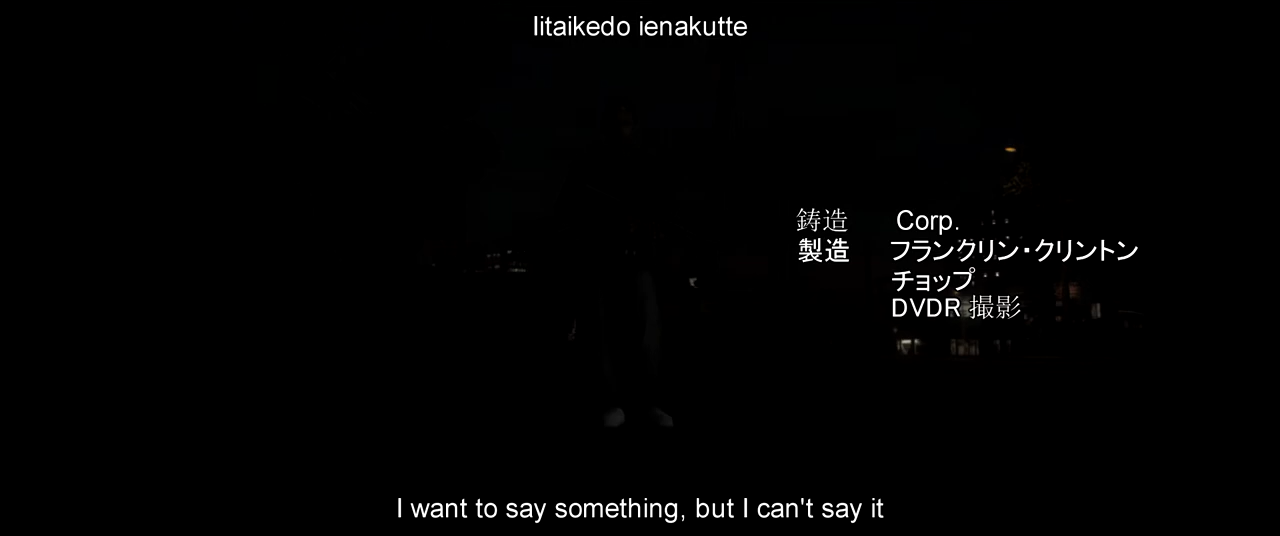 Iitaikedo ienakutte
鋳造 Corp.
製造 フランクリン・クリントン
チョップ
DVDR 撮影
I want to say something, but I can't say it